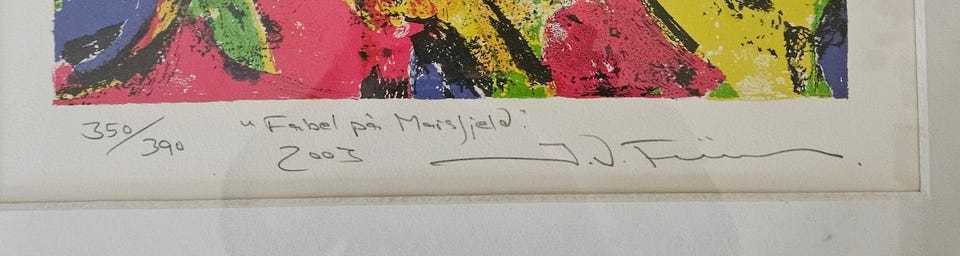 350/390 "Fabel på Marsfjeld"
2003 J. D.